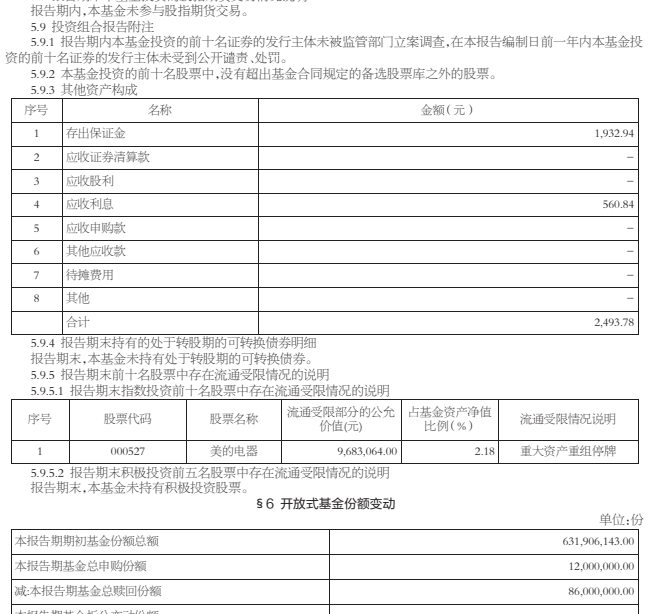 报告期内,本基金未参与股指期货交易。
5.9 投资组合报告附注
5.9.1 报告期内本基金投资的前十名证券的发行主体未被监管部门立案调查,在本报告编制日前一年内本基金投
资的前十名证券的发行主体未受到公开谴责、处罚。
5.9.2 本基金投资的前十名股票中,没有超出基金合同规定的备选股票库之外的股票。
5.9.3 其他资产构成
序号 名称 金额(元)
1 存出保证金 1,932.94
2 应收证券清算款 –
3 应收股利 –
4 应收利息 560.84
5 应收申购款 –
6 其他应收款 –
7 待摊费用 –
8 其他 –
合计 2,493.78
5.9.4 报告期末持有的处于转股期的可转换债券明细
报告期末,本基金未持有处于转股期的可转换债券。
5.9.5 报告期末前十名股票中存在流通受限情况的说明
5.9.5.1 报告期末指数投资前十名股票中存在流通受限情况的说明
序号 股票代码 股票名称 流通受限部分的公允价值(元) 占基金资产净值比例(%) 流通受限情况说明
1 000527 美的电器 9,683,064.00 2.18 重大资产重组停牌
5.9.5.2 报告期末积极投资前五名股票中存在流通受限情况的说明
报告期末,本基金未持有积极投资股票。
§6 开放式基金份额变动
单位:份
本报告期期初基金份额总额 631,906,143.00
本报告期基金总申购份额 12,000,000.00
减:本报告期基金总赎回份额 86,000,000.00